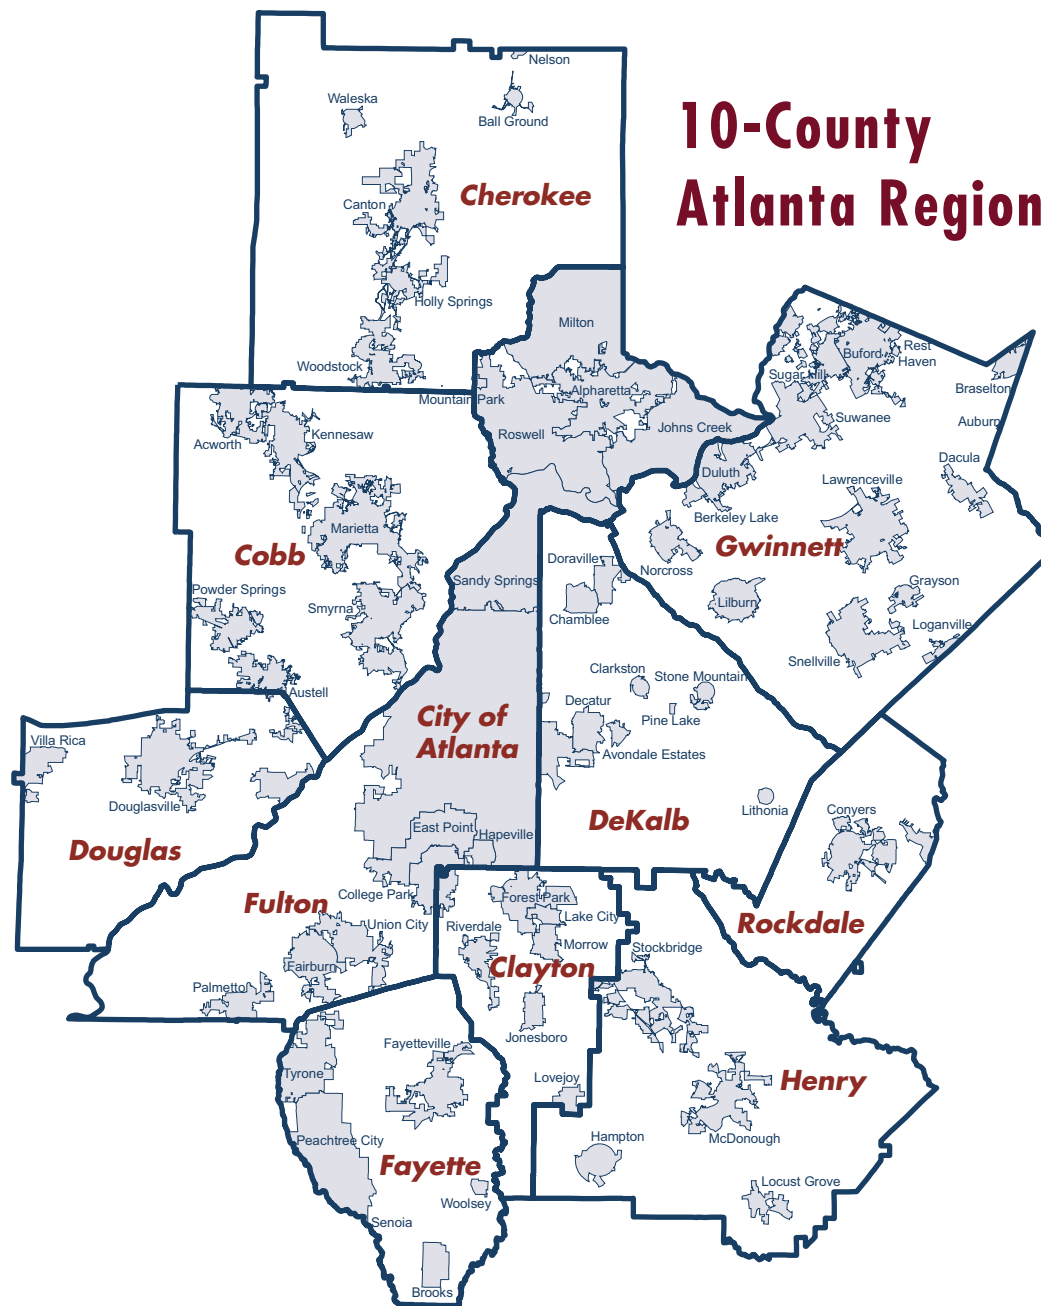 10-County
Atlanta Region
Nelson
Waleska
Ball Ground
Cherokee
Canton
Holly Springs
Woodstock
Milton
Mountain Park
Alpharetta
Roswell
Johns Creek
Sandy Springs
Buford
Rest
Haven
Sugar Hill
Braselton
Suwanee
Auburn
Dacula
Duluth
Lawrenceville
Berkeley Lake
Gwinnett
Norcross
Lilburn
Grayson
Loganville
Snellville
Acworth
Kennesaw
Marietta
Cobb
Powder Springs
Smyrna
Austell
Doraville
Chamblee
Clarkston
Stone Mountain
Decatur
Pine Lake
Avondale Estates
Lithonia
DeKalb
City of
Atlanta
Villa Rica
Douglasville
Douglas
East Point
Hapeville
College Park
Fulton
Union City
Fairburn
Palmetto
Conyers
Rockdale
Forest Park
Lake City
Riverdale
Morrow
Clayton
Jonesboro
Lovejoy
Stockbridge
Henry
McDonough
Hampton
Locust Grove
Fayetteville
Tyrone
Peachtree City
Fayette
Woolsey
Senoia
Brooks